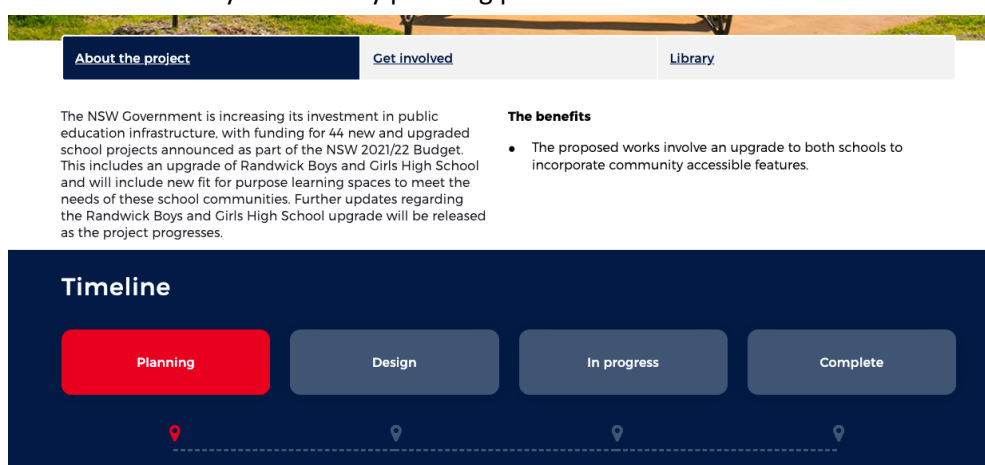 About the project
Get involved
Library
The NSW Government is increasing its investment in public
education infrastructure, with funding for 44 new and upgraded
school projects announced as part of the NSW 2021/22 Budget.
This includes an upgrade of Randwick Boys and Girls High School
and will include new fit for purpose learning spaces to meet the
needs of these school communities. Further updates regarding
the Randwick Boys and Girls High School upgrade will be released
as the project progresses.
The benefits
• The proposed works involve an upgrade to both schools to
incorporate community accessible features.
Timeline
Planning
Design
In progress
Complete